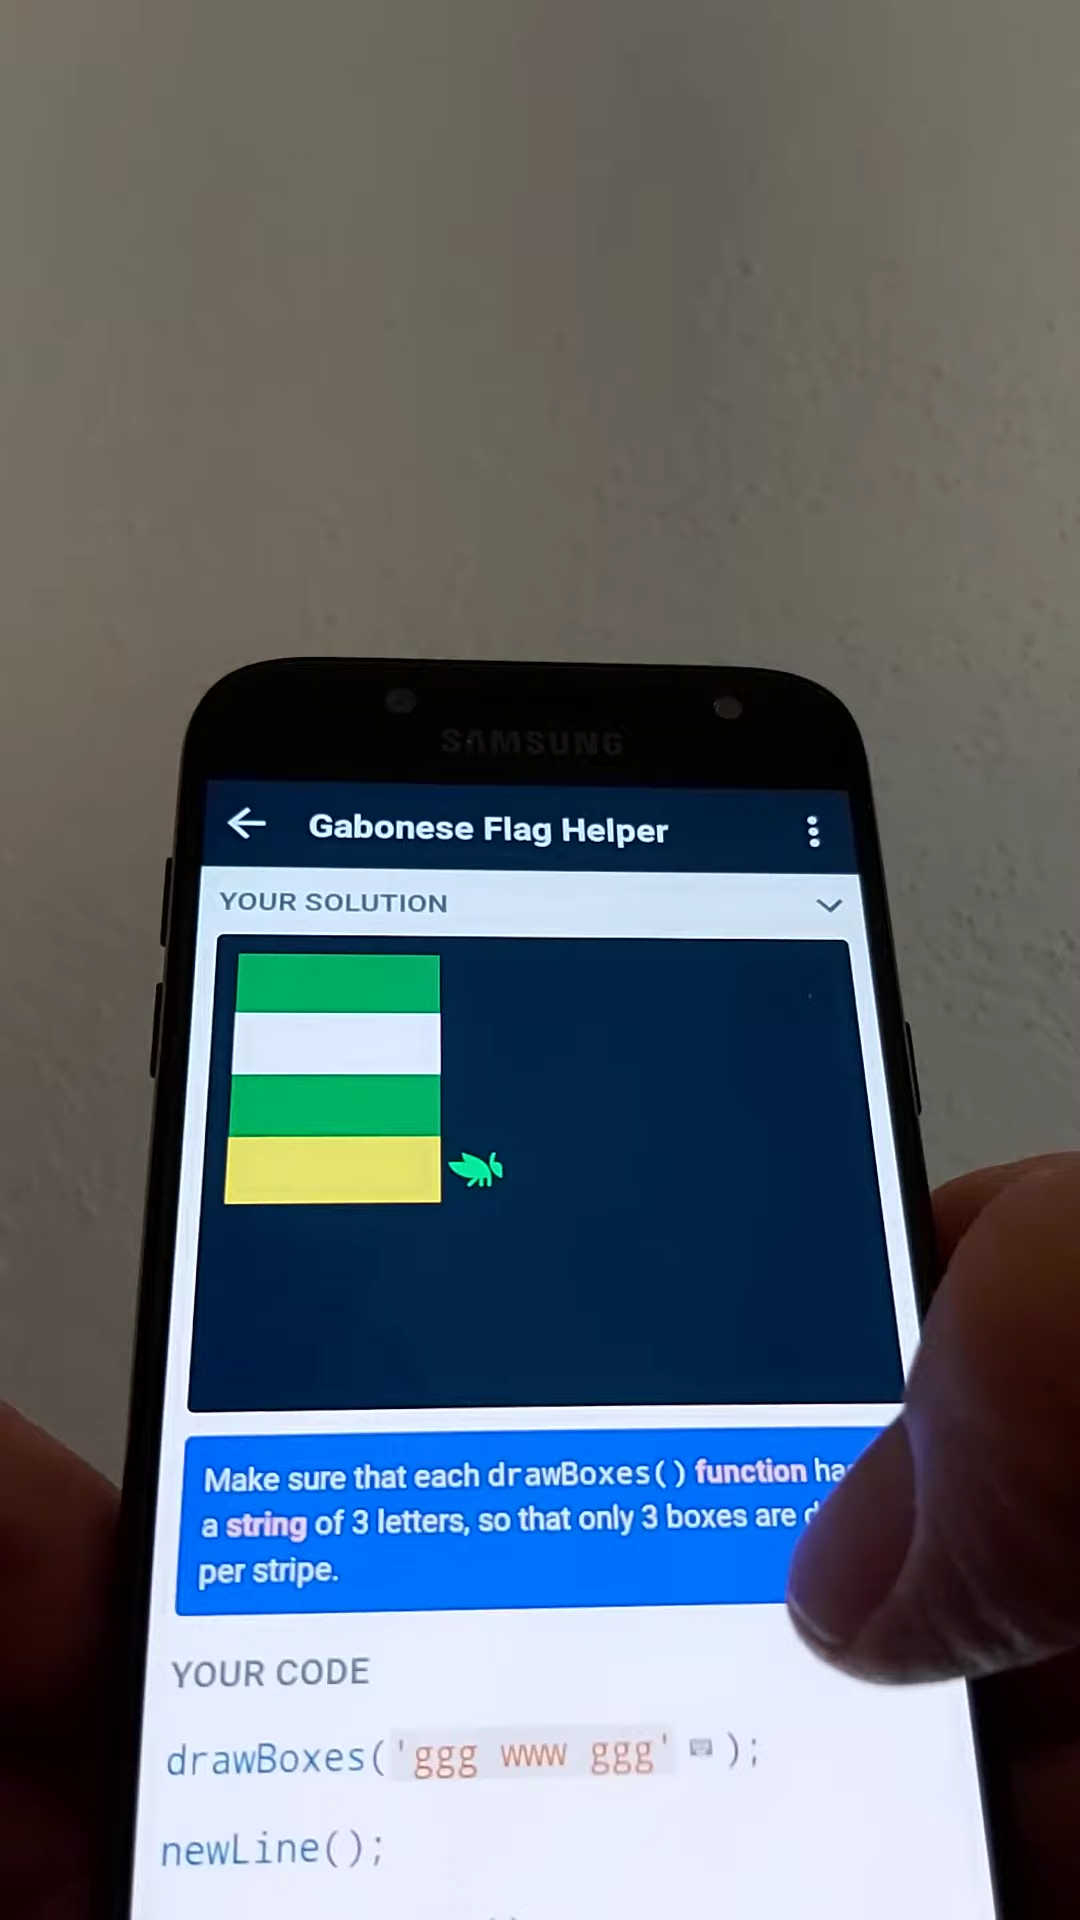 SAMSUNG
Gabonese Flag Helper
YOUR SOLUTION
Make sure that each drawBoxes() function
a string of 3 letters, so that only 3 boxes are
per stripe.
YOUR CODE
drawBoxes('ggg www ggg' );
newLine();